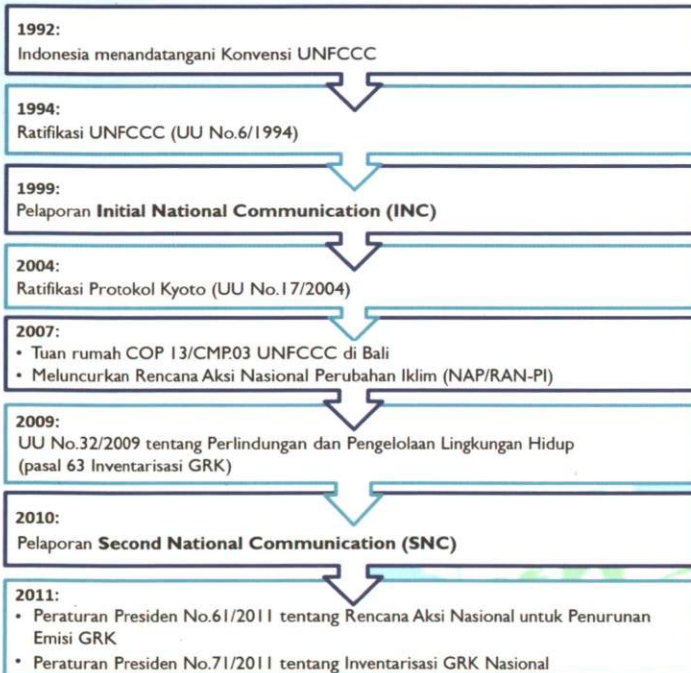 1992:
Indonesia menandatangani Konvensi UNFCCC
1994:
Ratifikasi UNFCCC (UU No.6/1994)
1999:
Pelaporan Initial National Communication (INC)
2004:
Ratifikasi Protokol Kyoto (UU No.17/2004)
2007:
• Tuan rumah COP 13/CMP.03 UNFCCC di Bali
• Meluncurkan Rencana Aksi Nasional Perubahan Iklim (NAP/RAN-PI)
2009:
UU No.32/2009 tentang Perlindungan dan Pengelolaan Lingkungan Hidup
(pasal 63 Inventarisasi GRK)
2010:
Pelaporan Second National Communication (SNC)
2011:
• Peraturan Presiden No.61/2011 tentang Rencana Aksi Nasional untuk Penurunan
Emisi GRK
• Peraturan Presiden No.71/2011 tentang Inventarisasi GRK Nasional